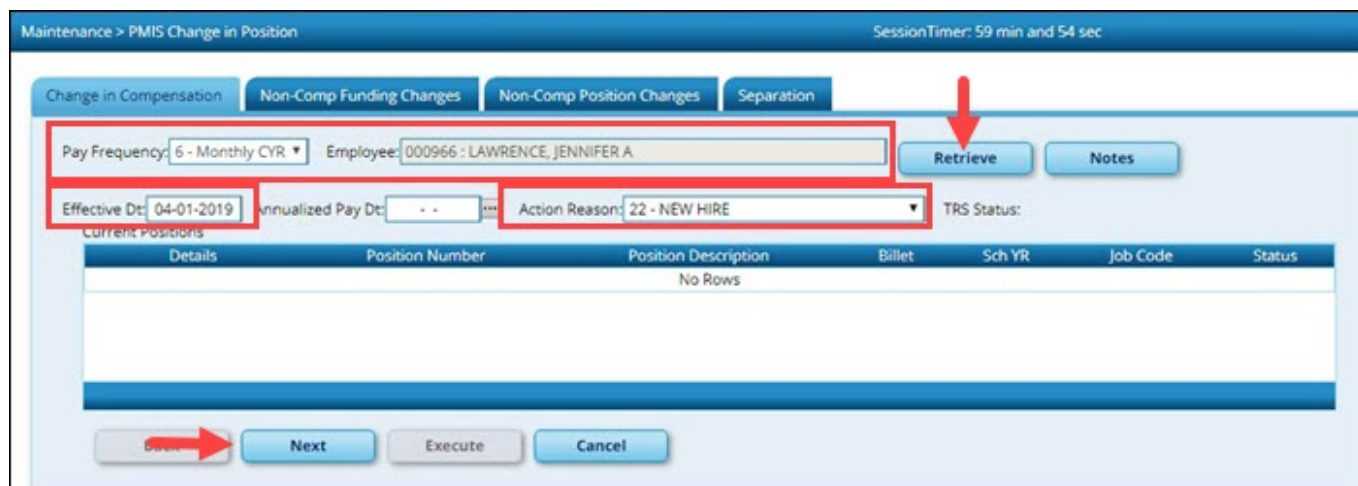 Maintenance > PMIS Change in Position SessionTimer: 59 min and 54 sec
Change in Compensation Non-Comp Funding Changes Non-Comp Position Changes Separation
Pay Frequency: 6 - Monthly CYR Employee: 000966 : LAWRENCE, JENNIFER A Retrieve Notes
Effective Dt: 04-01-2019 Annualized Pay Dt: - - ... Action Reason: 22 - NEW HIRE TRS Status:
Current Positions
Details Position Number Position Description Billet Sch YR Job Code Status
No Rows
Next Execute Cancel